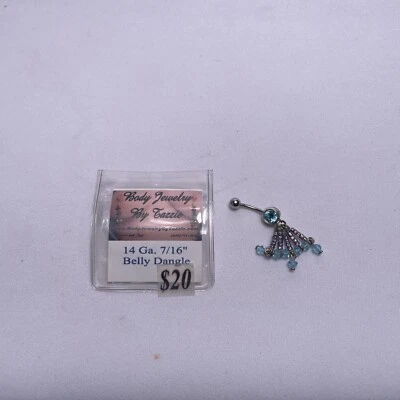 Body Jewelry
By Tazzie
14 Ga. 7/16"
Belly Dangle
$20